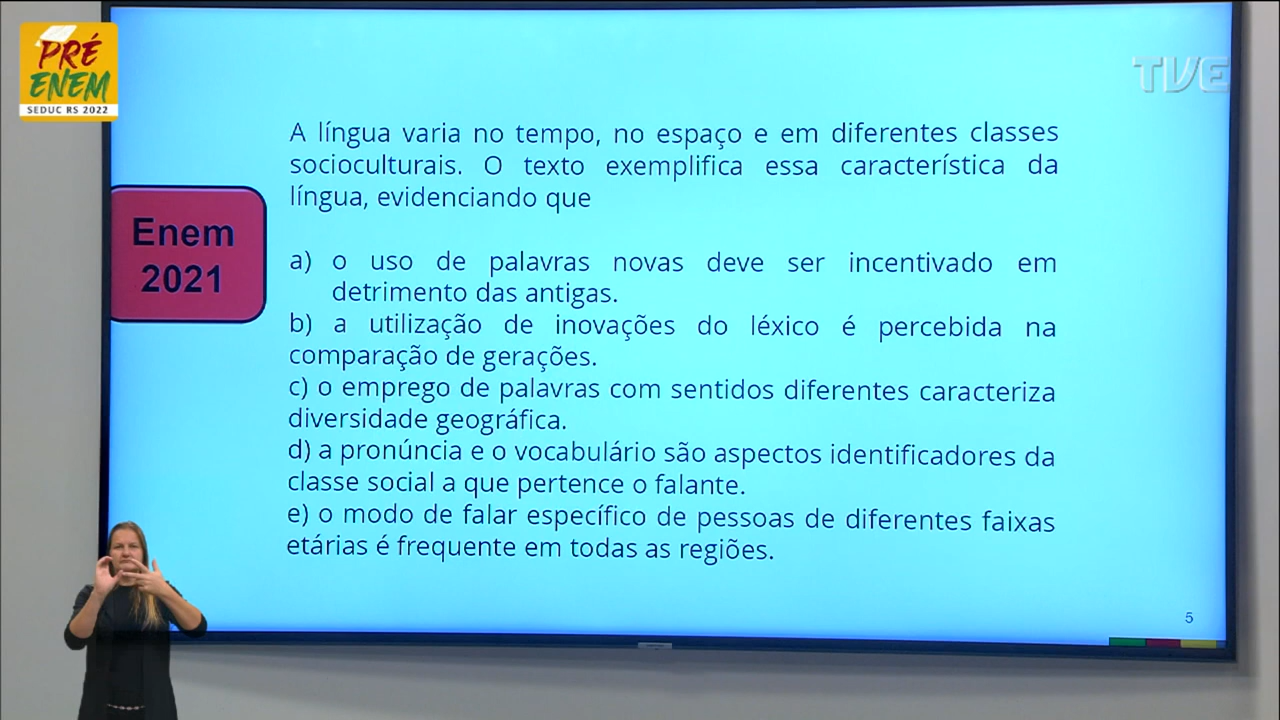 PRÉ
ENEM
SEDUC RS 2022
TVE
A língua varia no tempo, no espaço e em diferentes classes
socioculturais. O texto exemplifica essa característica da
língua, evidenciando que
Enem
2021
a) o uso de palavras novas deve ser incentivado em
detrimento das antigas.
b) a utilização de inovações do léxico é percebida na
comparação de gerações.
c) o emprego de palavras com sentidos diferentes caracteriza
diversidade geográfica.
d) a pronúncia e o vocabulário são aspectos identificadores da
classe social a que pertence o falante.
e) o modo de falar específico de pessoas de diferentes faixas
etárias é frequente em todas as regiões.
5